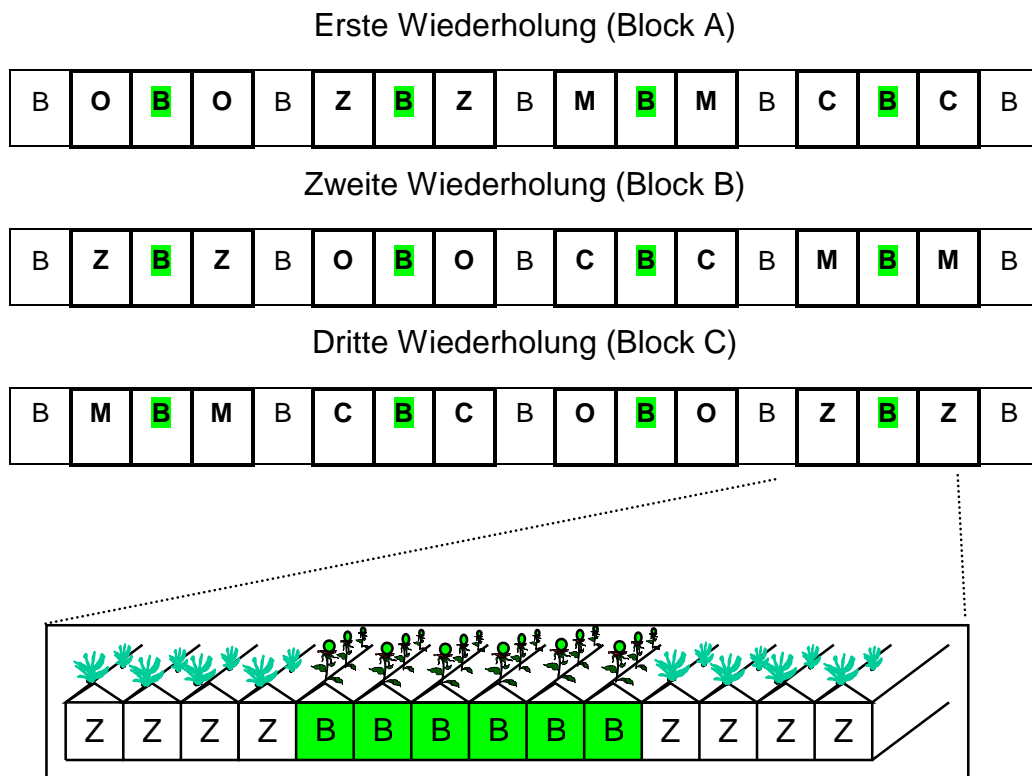 Erste Wiederholung (Block A)
B O B O B Z B Z B M B M B C B C B
Zweite Wiederholung (Block B)
B Z B Z B O B O B C B C B M B M B
Dritte Wiederholung (Block C)
B M B M B C B C B O B O B Z B Z B
Z Z Z Z B B B B B B Z Z Z Z